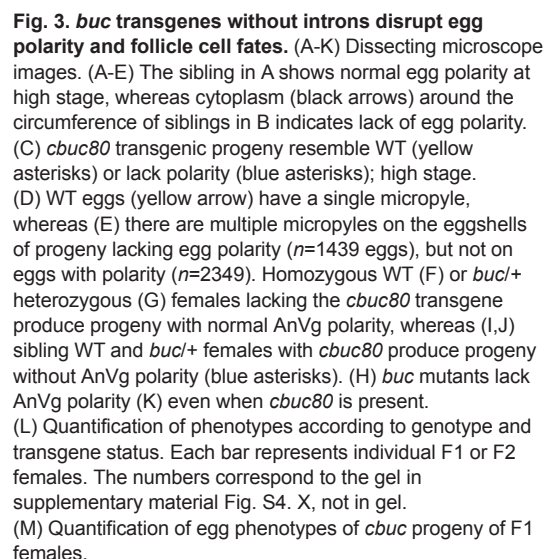 Fig. 3. buc transgenes without introns disrupt egg
polarity and follicle cell fates. (A-K) Dissecting microscope
images. (A-E) The sibling in A shows normal egg polarity at
high stage, whereas cytoplasm (black arrows) around the
circumference of siblings in B indicates lack of egg polarity.
(C) cbuc80 transgenic progeny resemble WT (yellow
asterisks) or lack polarity (blue asterisks); high stage.
(D) WT eggs (yellow arrow) have a single micropyle,
whereas (E) there are multiple micropyles on the eggshells
of progeny lacking egg polarity (n=1439 eggs), but not on
eggs with polarity (n=2349). Homozygous WT (F) or buc/+
heterozygous (G) females lacking the cbuc80 transgene
produce progeny with normal AnVg polarity, whereas (I,J)
sibling WT and buc/+ females with cbuc80 produce progeny
without AnVg polarity (blue asterisks). (H) buc mutants lack
AnVg polarity (K) even when cbuc80 is present.
(L) Quantification of phenotypes according to genotype and
transgene status. Each bar represents individual F1 or F2
females. The numbers correspond to the gel in
supplementary material Fig. S4. X, not in gel.
(M) Quantification of egg phenotypes of cbuc progeny of F1
females.